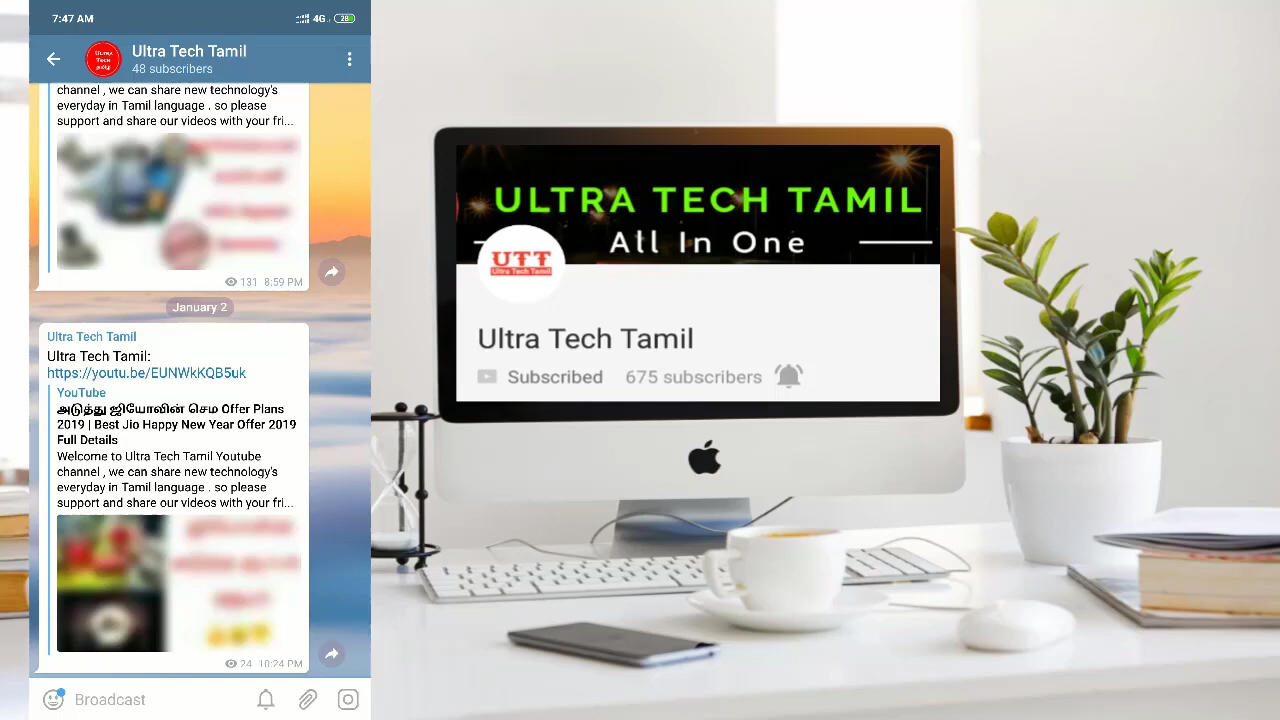 7:47 AM
4G
28
Ultra Tech Tamil
48 subscribers
ULTRA
Tech
தமிழ்
channel , we can share new technology's
everyday in Tamil language . so please
support and share our videos with your fri...
131 8:59 PM
January 2
Ultra Tech Tamil
Ultra Tech Tamil:
https://youtu.be/EUNWkKQB5uk
YouTube
அடுத்து ஜியோவின் செம Offer Plans
2019 | Best Jio Happy New Year Offer 2019
Full Details
Welcome to Ultra Tech Tamil Youtube
channel , we can share new technology's
everyday in Tamil language . so please
support and share our videos with your fri...
24 10:24 PM
Broadcast
ULTRA TECH TAMIL
All In One
UTT
Ultra Tech Tamil
Ultra Tech Tamil
Subscribed 675 subscribers